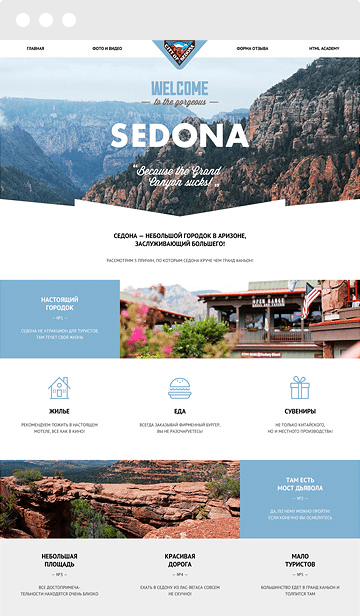 ГЛАВНАЯ
ФОТО И ВИДЕО
ФОРМА ОТЗЫВА
HTML ACADEMY
WELCOME
to the gorgeous
SEDONA
“Because the Grand
Canyon sucks!„
СЕДОНА — НЕБОЛЬШОЙ ГОРОДОК В АРИЗОНЕ,
ЗАСЛУЖИВАЮЩИЙ БОЛЬШЕГО!
РАССМОТРИМ 5 ПРИЧИН, ПО КОТОРЫМ СЕДОНА КРУЧЕ ЧЕМ ГРАНД КАНЬОН!
НАСТОЯЩИЙ
ГОРОДОК
— №1 —
СЕДОНА НЕ АТТРАКЦИОН ДЛЯ ТУРИСТОВ,
ТАМ ТЕЧЕТ СВОЯ ЖИЗНЬ
OPEN RANGE
ЖИЛЬЕ
РЕКОМЕНДУЕМ ПОЖИТЬ В НАСТОЯЩЕМ
МОТЕЛЕ, ВСЕ КАК В КИНО!
ЕДА
ВСЕГДА ЗАКАЗЫВАЙ ФИРМЕННЫЙ БУРГЕР,
ВЫ НЕ РАЗОЧАРУЕТЕСЬ!
СУВЕНИРЫ
НЕ ТОЛЬКО КИТАЙСКОГО,
НО И МЕСТНОГО ПРОИЗВОДСТВА!
ТАМ ЕСТЬ
МОСТ ДЬЯВОЛА
— №2 —
ДА, ПО НЕМУ МОЖНО ПРОЙТИ!
ЕСЛИ КОНЕЧНО ВЫ ОСМЕЛИТЕСЬ
НЕБОЛЬШАЯ
ПЛОЩАДЬ
— №3 —
ВСЕ ДОСТОПРИМЕЧА-
ТЕЛЬНОСТИ НАХОДЯТСЯ ОЧЕНЬ БЛИЗКО
КРАСИВАЯ
ДОРОГА
— №4 —
ЕХАТЬ В СЕДОНУ ИЗ ЛАС-ВЕГАСА СОВСЕМ
НЕ СКУЧНО!
МАЛО
ТУРИСТОВ
— №5 —
БОЛЬШИНСТВО ЕДЕТ В ГРАНД КАНЬОН И
ТОЛПИТСЯ ТАМ